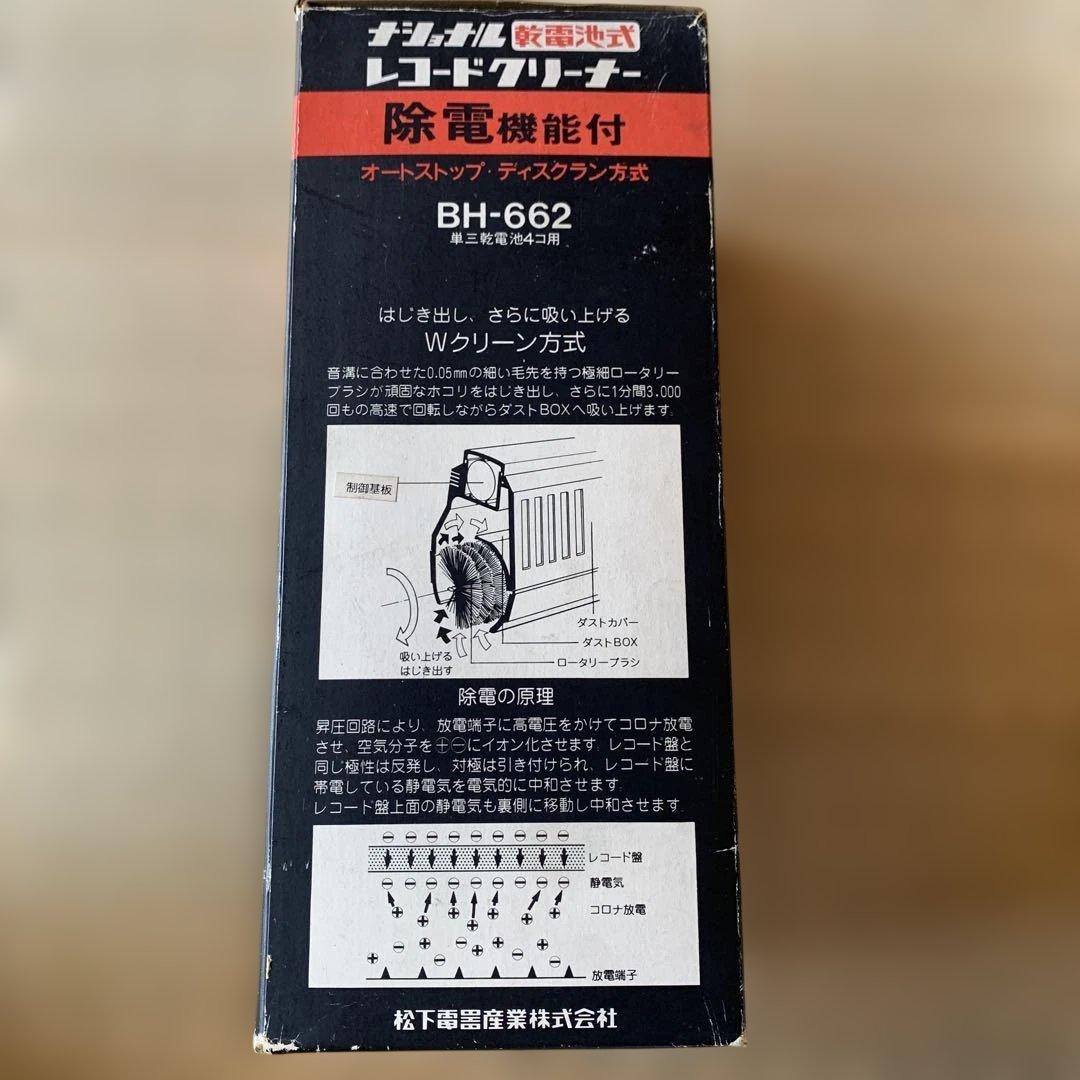 ナショナル 乾電池式
レコードクリーナー
除電機能付
オートストップ・ディスクラン方式
BH-662
単三乾電池4コ用
はじき出し、さらに吸い上げる
Wクリーン方式
音溝に合わせた0.05mmの細い毛先を持つ極細ロータリー
ブラシが頑固なホコリをはじき出し、さらに1分間3,000
回もの高速で回転しながらダストBOXへ吸い上げます。
制御基板
ダストカバー
ダストBOX
ロータリーブラシ
吸い上げる
はじき出す
除電の原理
昇圧回路により、放電端子に高電圧をかけてコロナ放電
させ、空気分子を⊕⊖にイオン化させます。レコード盤と
同じ極性は反発し、対極は引き付けられ、レコード盤に
帯電している静電気を電気的に中和させます。
レコード盤上面の静電気も裏側に移動し中和させます。
レコード盤
静電気
コロナ放電
放電端子
松下電器産業株式会社